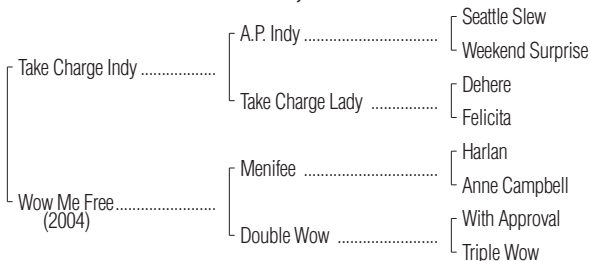 Seattle Slew
A.P. Indy ..............................
Weekend Surprise
Take Charge Indy .................
Dehere
Take Charge Lady ...............
Felicita
Harlan
Menifee ..............................
Anne Campbell
Wow Me Free.......................
(2004)
With Approval
Double Wow .......................
Triple Wow